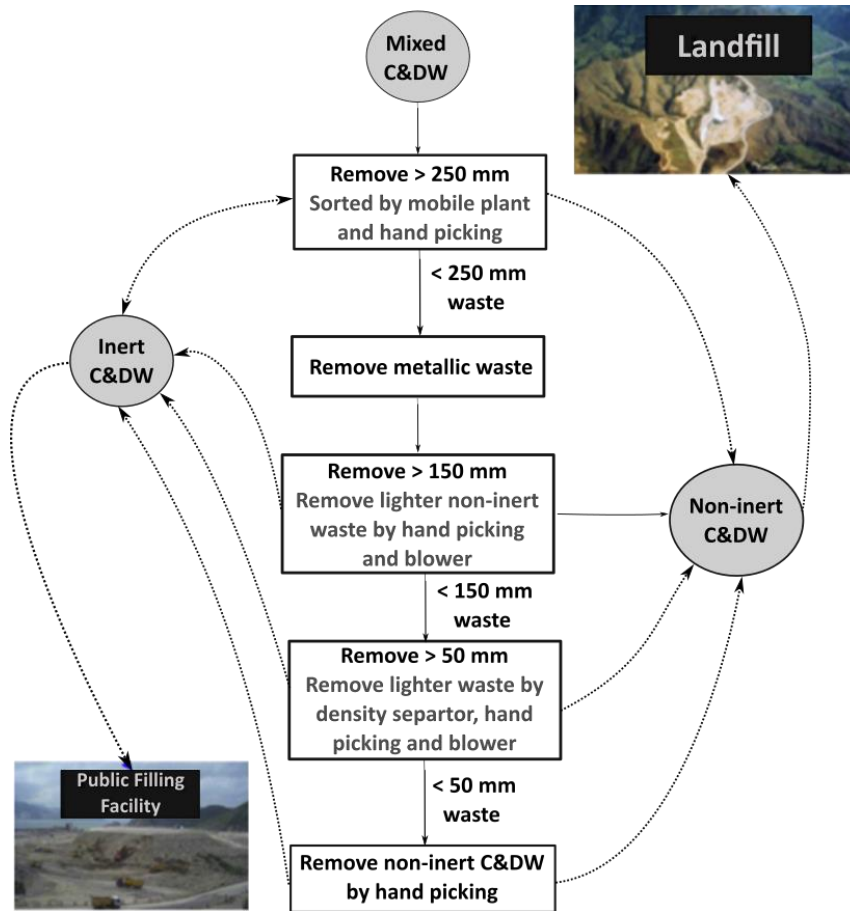 Mixed
C&DW
Landfill
Remove > 250 mm
Sorted by mobile plant
and hand picking
< 250 mm
waste
Inert
C&DW
Remove metallic waste
Remove > 150 mm
Remove lighter non-inert
waste by hand picking
and blower
Non-inert
C&DW
< 150 mm
waste
Remove > 50 mm
Remove lighter waste by
density separtor, hand
picking and blower
Public Filling
Facility
< 50 mm
waste
Remove non-inert C&DW
by hand picking